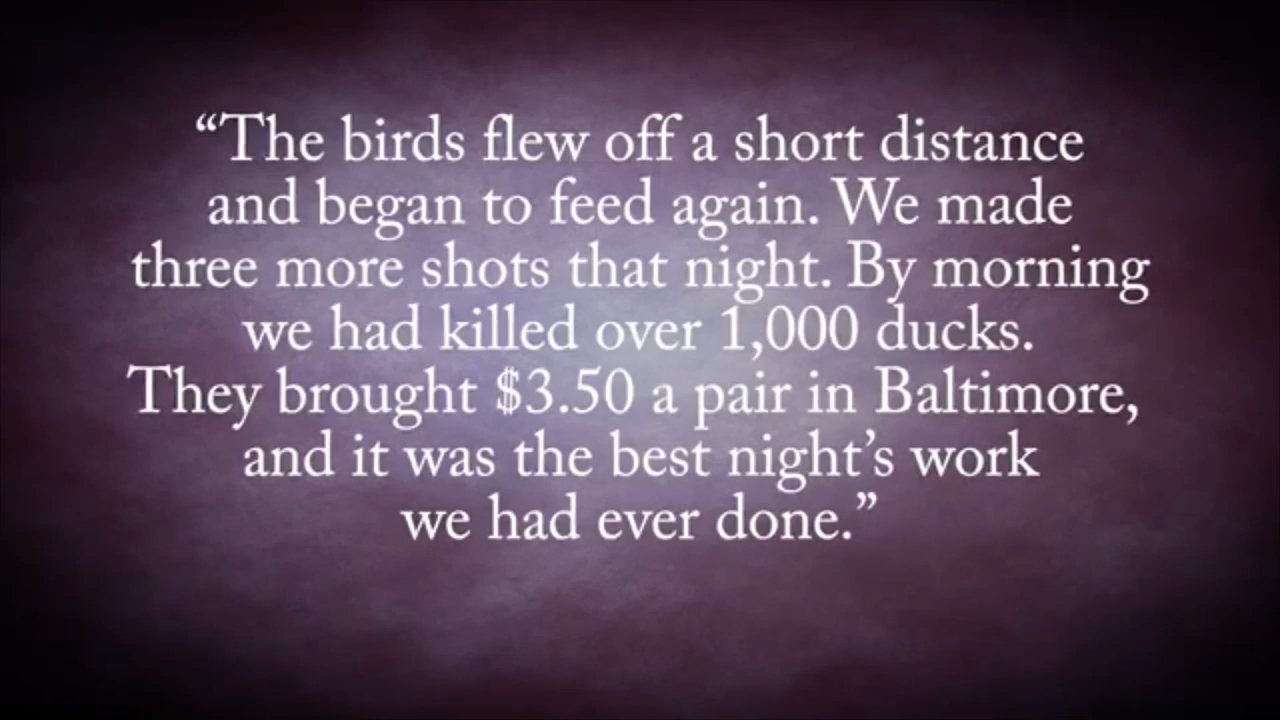 “The birds flew off a short distance
and began to feed again. We made
three more shots that night. By morning
we had killed over 1,000 ducks.
They brought $3.50 a pair in Baltimore,
and it was the best night’s work
we had ever done.”